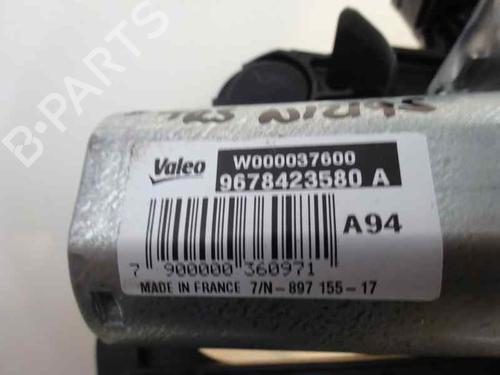 B-PARTS
Valeo
W000037600
9678423580 A
A94
7 900000 360971
MADE IN FRANCE 7/N-897 155-17